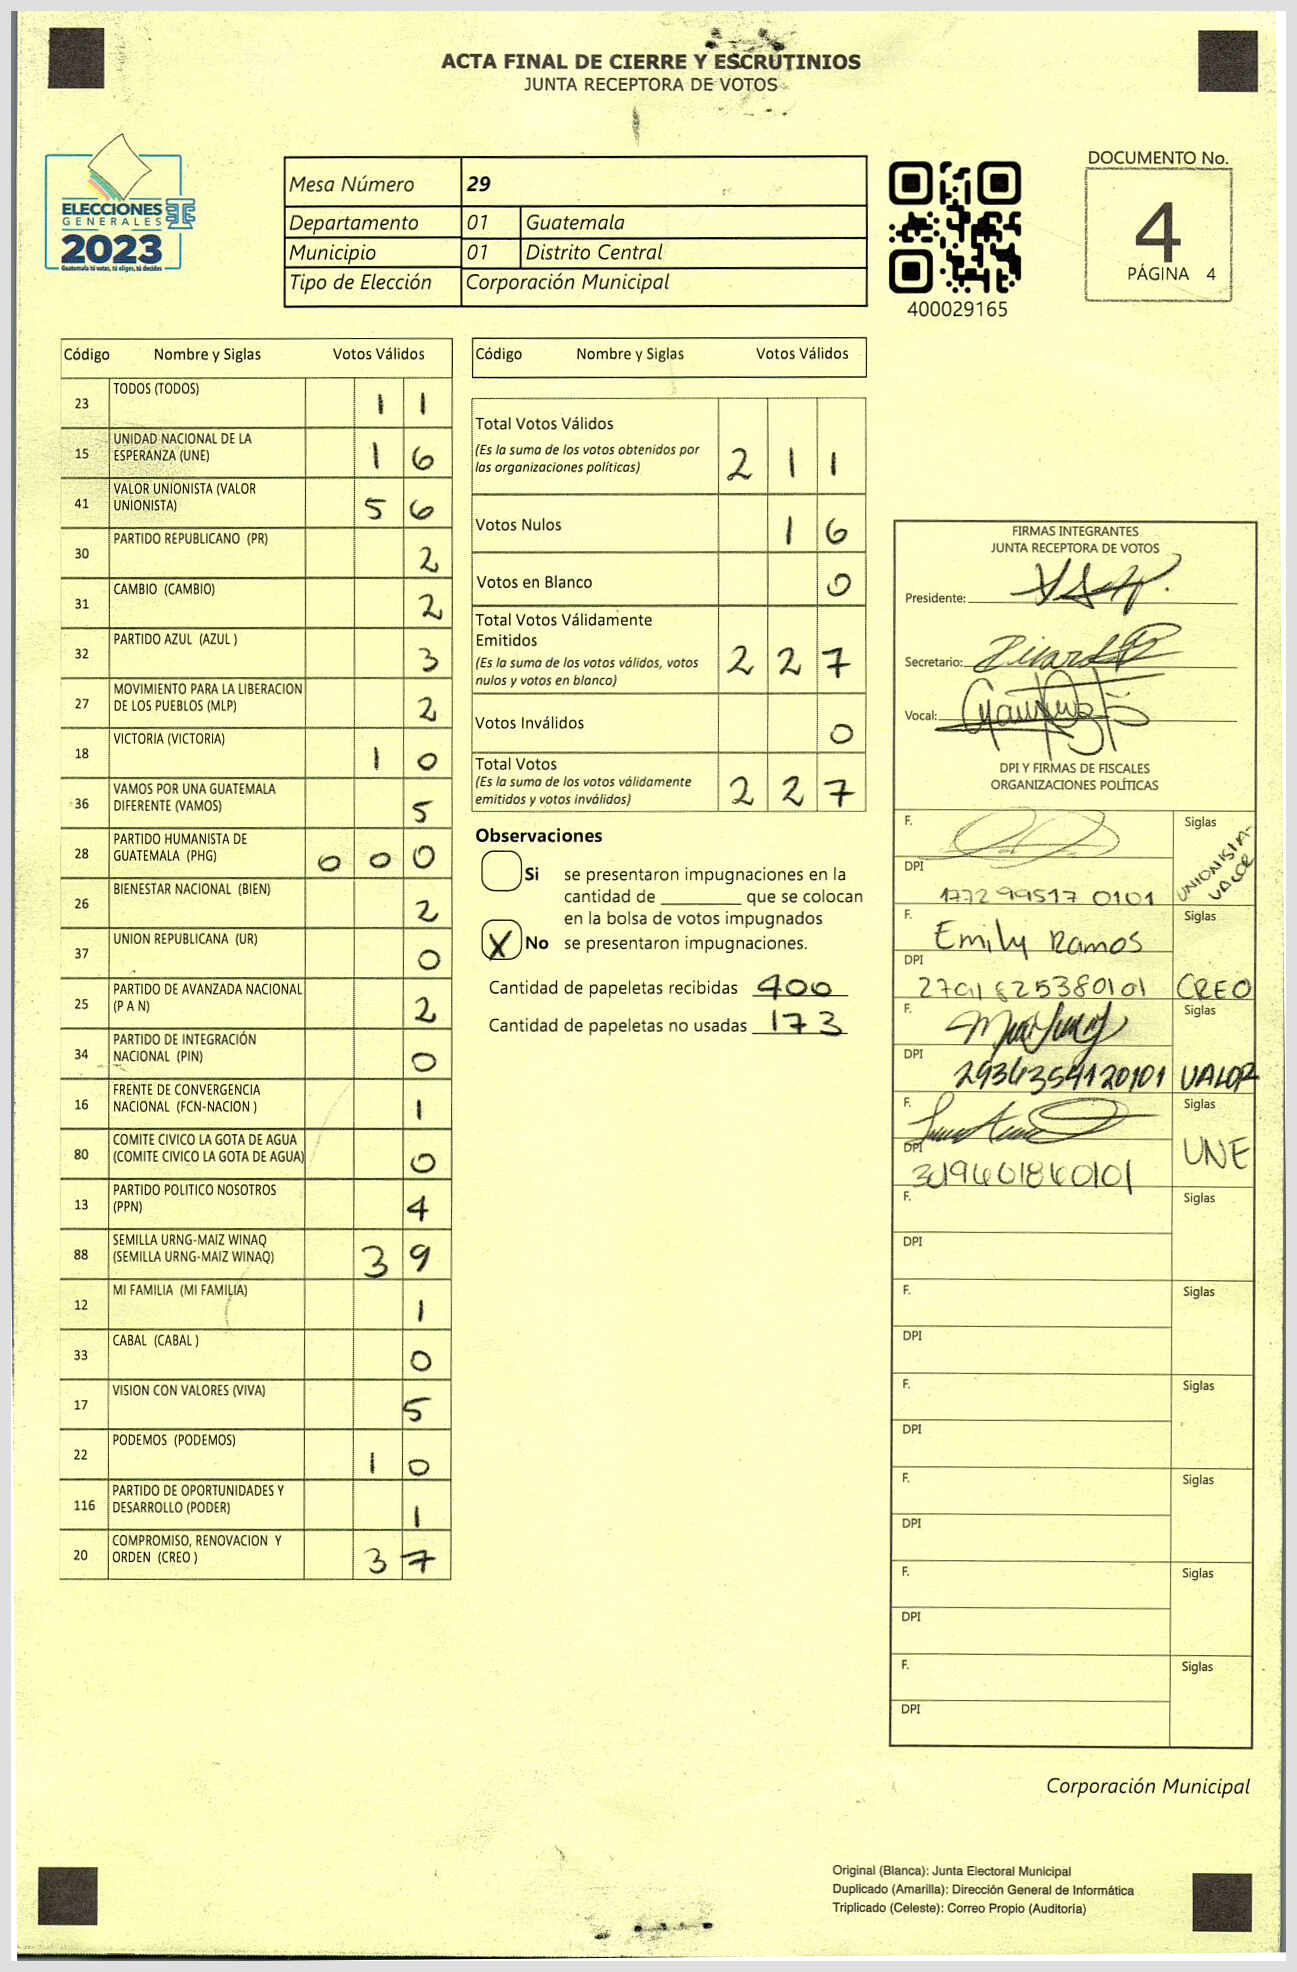 ACTA FINAL DE CIERRE Y ESCRUTINIOS
JUNTA RECEPTORA DE VOTOS
ELECCIONES
GENERALES
2023
Guatemala tú votas, tú eliges, tú decides
Mesa Número 29
Departamento 01 Guatemala
Municipio 01 Distrito Central
Tipo de Elección Corporación Municipal
400029165
DOCUMENTO No.
4
PÁGINA 4
Código Nombre y Siglas Votos Válidos
23 TODOS (TODOS) 1 1
15 UNIDAD NACIONAL DE LA
ESPERANZA (UNE) 1 6
41 VALOR UNIONISTA (VALOR
UNIONISTA) 5 6
30 PARTIDO REPUBLICANO (PR) 2
31 CAMBIO (CAMBIO) 2
32 PARTIDO AZUL (AZUL ) 3
27 MOVIMIENTO PARA LA LIBERACION
DE LOS PUEBLOS (MLP) 2
18 VICTORIA (VICTORIA) 1 0
36 VAMOS POR UNA GUATEMALA
DIFERENTE (VAMOS) 5
28 PARTIDO HUMANISTA DE
GUATEMALA (PHG) 0 0 0
26 BIENESTAR NACIONAL (BIEN) 2
37 UNION REPUBLICANA (UR) 0
25 PARTIDO DE AVANZADA NACIONAL
(P A N) 2
34 PARTIDO DE INTEGRACIÓN
NACIONAL (PIN) 0
16 FRENTE DE CONVERGENCIA
NACIONAL (FCN-NACION ) 1
80 COMITE CIVICO LA GOTA DE AGUA
(COMITE CIVICO LA GOTA DE AGUA) 0
13 PARTIDO POLITICO NOSOTROS
(PPN) 4
88 SEMILLA URNG-MAIZ WINAQ
(SEMILLA URNG-MAIZ WINAQ) 3 9
12 MI FAMILIA (MI FAMILIA) 1
33 CABAL (CABAL ) 0
17 VISION CON VALORES (VIVA) 5
22 PODEMOS (PODEMOS) 1 0
116 PARTIDO DE OPORTUNIDADES Y
DESARROLLO (PODER) 1
20 COMPROMISO, RENOVACION Y
ORDEN (CREO ) 3 7
Código Nombre y Siglas Votos Válidos
Total Votos Válidos
(Es la suma de los votos obtenidos por
las organizaciones políticas) 2 1 1
Votos Nulos 1 6
Votos en Blanco 0
Total Votos Válidamente
Emitidos
(Es la suma de los votos válidos, votos
nulos y votos en blanco) 2 2 7
Votos Inválidos 0
Total Votos
(Es la suma de los votos válidamente
emitidos y votos inválidos) 2 2 7
Observaciones
Si se presentaron impugnaciones en la
cantidad de ________ que se colocan
en la bolsa de votos impugnados
X No se presentaron impugnaciones.
Cantidad de papeletas recibidas 400
Cantidad de papeletas no usadas 173
FIRMAS INTEGRANTES
JUNTA RECEPTORA DE VOTOS
Presidente:
Secretario:
Vocal:
DPI Y FIRMAS DE FISCALES
ORGANIZACIONES POLÍTICAS
F. Siglas
UNIONISTA-
VALOR
DPI
1772 99517 0101
F. Emily Ramos Siglas
DPI
CREO
F. Siglas
DPI
2934354120101 VALOR
F. Siglas
DPI UNE
F. Siglas
DPI
F. Siglas
DPI
F. Siglas
DPI
F. Siglas
DPI
F. Siglas
DPI
F. Siglas
DPI
Corporación Municipal
Original (Blanca): Junta Electoral Municipal
Duplicado (Amarilla): Dirección General de Informática
Triplicado (Celeste): Correo Propio (Auditoría)